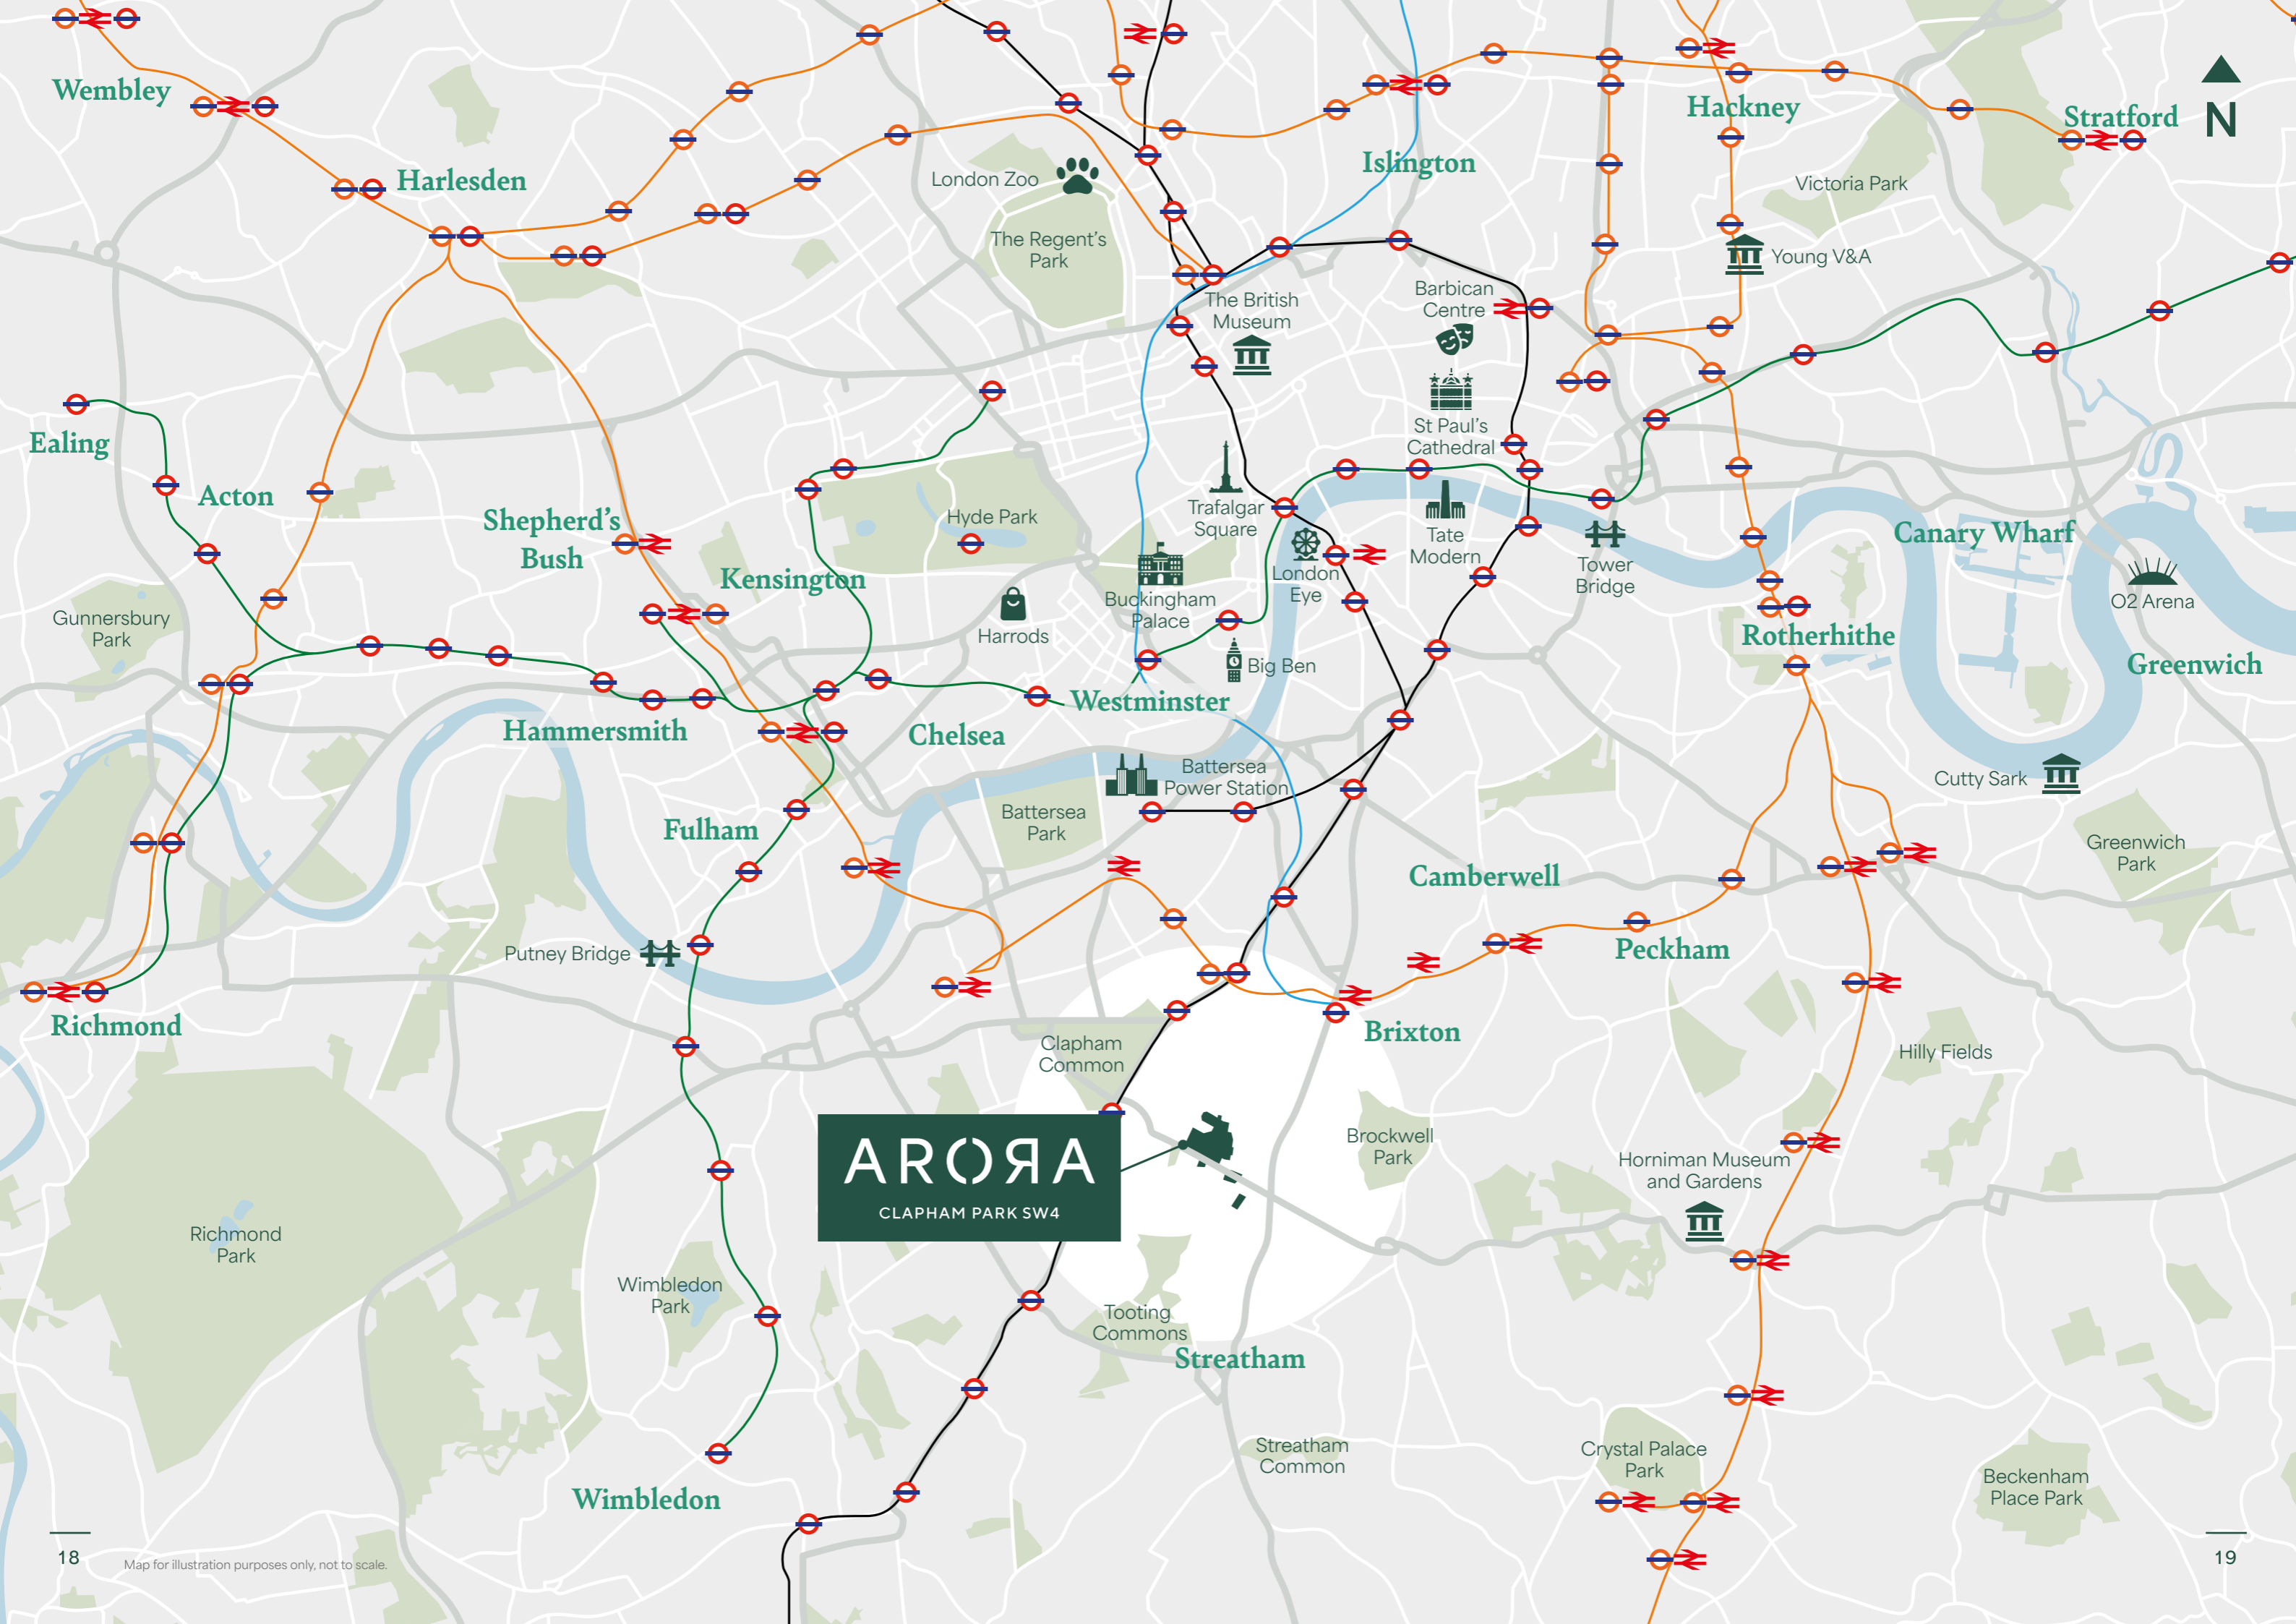 Wembley
Harlesden
London Zoo
The Regent's
Park
Islington
Hackney
Stratford
N
Victoria Park
Young V&A
The British
Museum
Barbican
Centre
St Paul's
Cathedral
Ealing
Acton
Shepherd's
Bush
Hyde Park
Trafalgar
Square
Tate
Modern
Tower
Bridge
Canary Wharf
O2 Arena
Kensington
Harrods
Buckingham
Palace
London
Eye
Big Ben
Gunnersbury
Park
Rotherhithe
Greenwich
Hammersmith
Chelsea
Westminster
Battersea
Power Station
Battersea
Park
Cutty Sark
Greenwich
Park
Fulham
Camberwell
Peckham
Putney Bridge
Richmond
Clapham
Common
Brixton
Hilly Fields
ARORA
CLAPHAM PARK SW4
Brockwell
Park
Horniman Museum
and Gardens
Richmond
Park
Wimbledon
Park
Tooting
Commons
Streatham
Streatham
Common
Crystal Palace
Park
Beckenham
Place Park
Wimbledon
18
Map for illustration purposes only, not to scale.
19